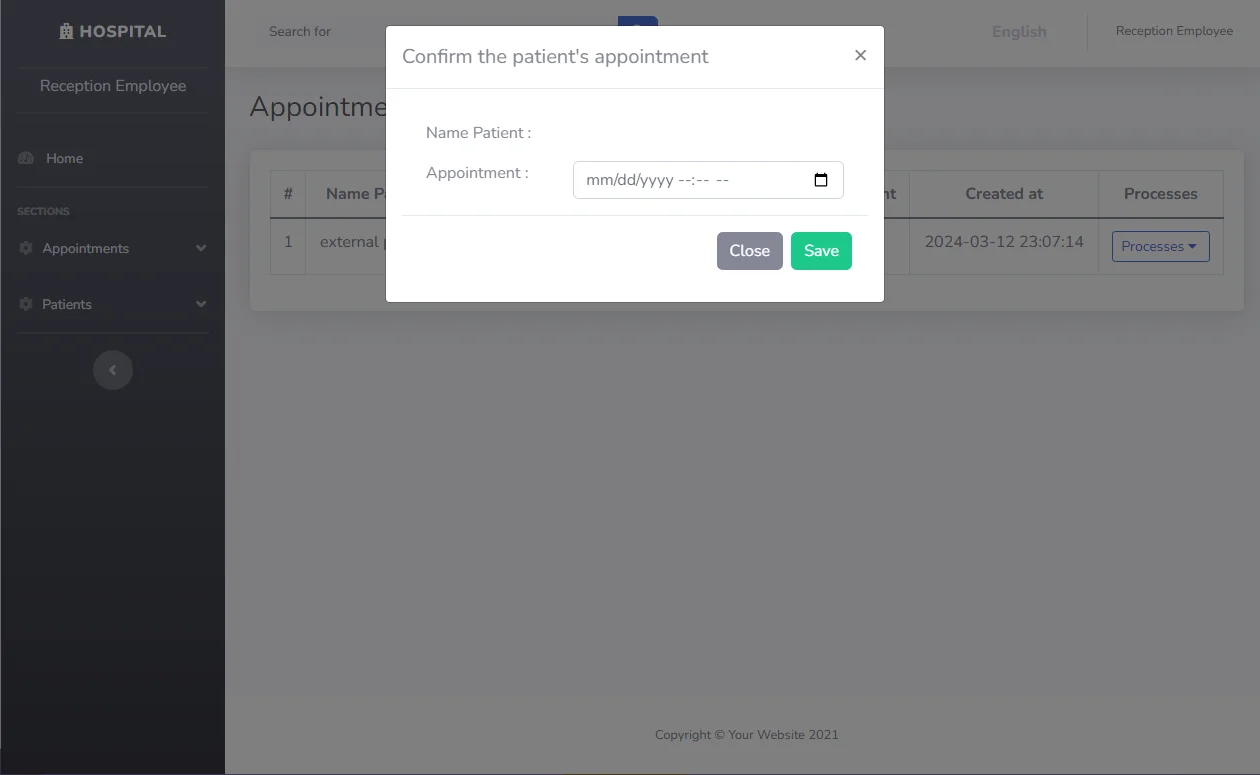 HOSPITAL
Reception Employee
Home
SECTIONS
Appointments
Patients
Search for
English
Reception Employee
Confirm the patient's appointment
×
Name Patient :
Appointment :
mm/dd/yyyy --:-- --
Close
Save
Appointme
#
Name Pa
nt
Created at
Processes
1
external p
2024-03-12 23:07:14
Processes
Copyright © Your Website 2021